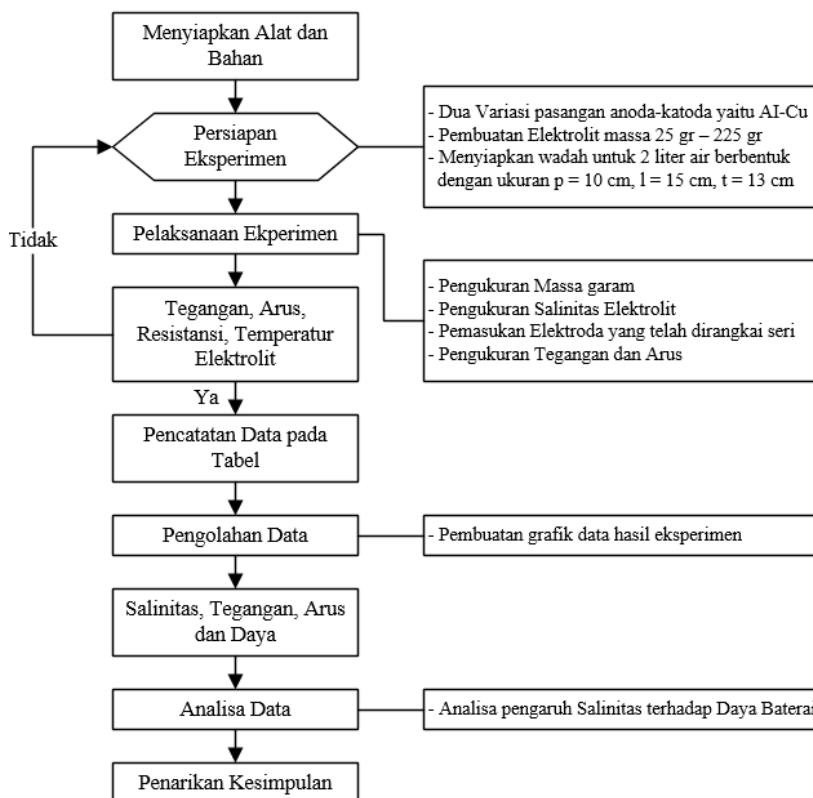 Menyiapkan Alat dan
Bahan
Persiapan
Eksperimen
- Dua Variasi pasangan anoda-katoda yaitu AI-Cu
- Pembuatan Elektrolit massa 25 gr – 225 gr
- Menyiapkan wadah untuk 2 liter air berbentuk
dengan ukuran p = 10 cm, l = 15 cm, t = 13 cm
Tidak
Pelaksanaan Ekperimen
- Pengukuran Massa garam
- Pengukuran Salinitas Elektrolit
- Pemasukan Elektroda yang telah dirangkai seri
- Pengukuran Tegangan dan Arus
Tegangan, Arus,
Resistansi, Temperatur
Elektrolit
Ya
Pencatatan Data pada
Tabel
Pengolahan Data
- Pembuatan grafik data hasil eksperimen
Salinitas, Tegangan, Arus
dan Daya
Analisa Data
- Analisa pengaruh Salinitas terhadap Daya Baterai
Penarikan Kesimpulan